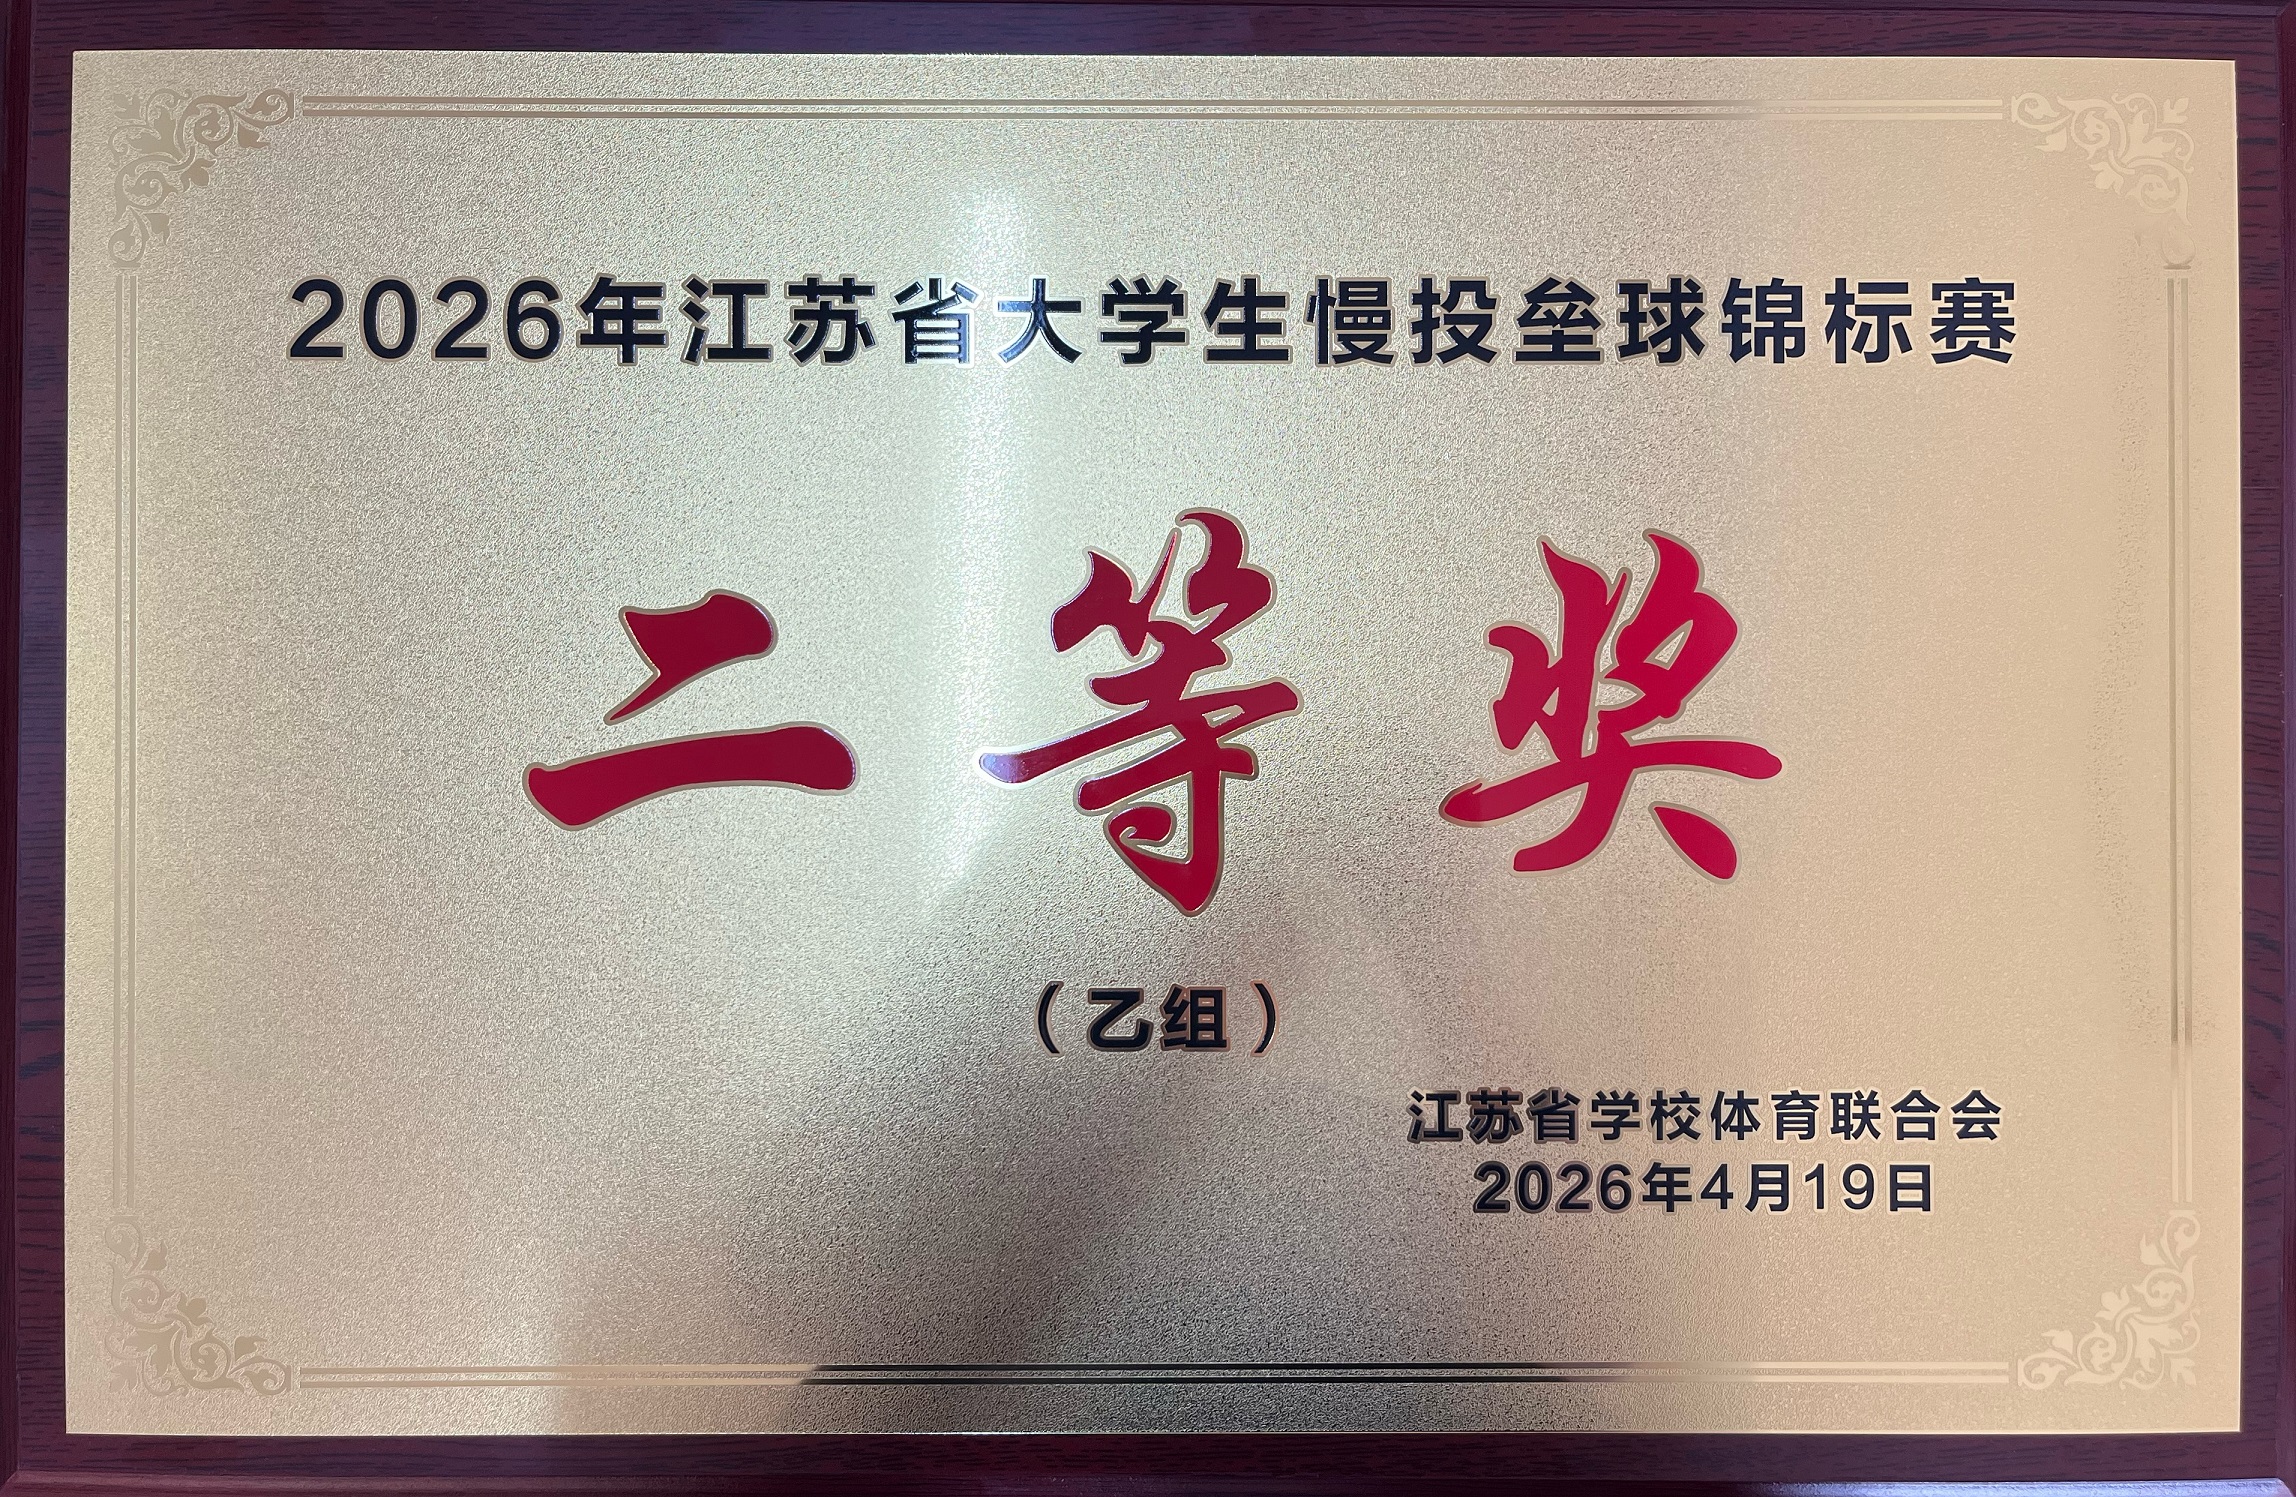 2026年江苏省大学生慢投垒球锦标赛
二等奖
（乙组）
江苏省学校体育联合会
2026年4月19日